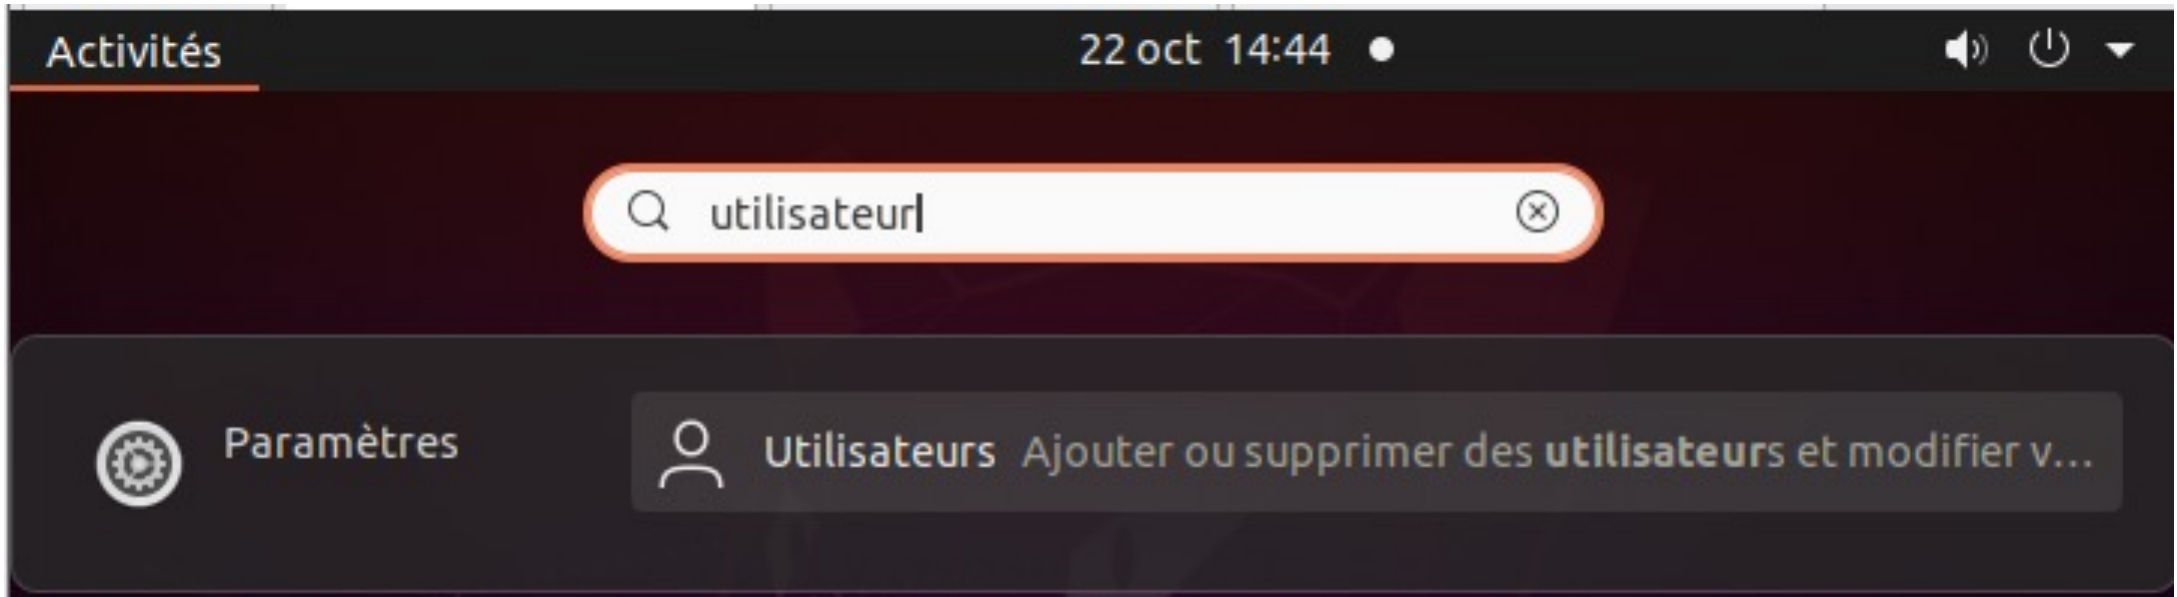 Activités
22 oct 14:44
utilisateur
Paramètres
Utilisateurs Ajouter ou supprimer des utilisateurs et modifier v...